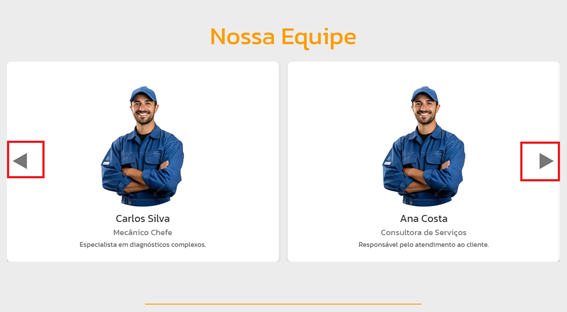 Nossa Equipe
Carlos Silva
Mecânico Chefe
Especialista em diagnósticos complexos.
Ana Costa
Consultora de Serviços
Responsável pelo atendimento ao cliente.